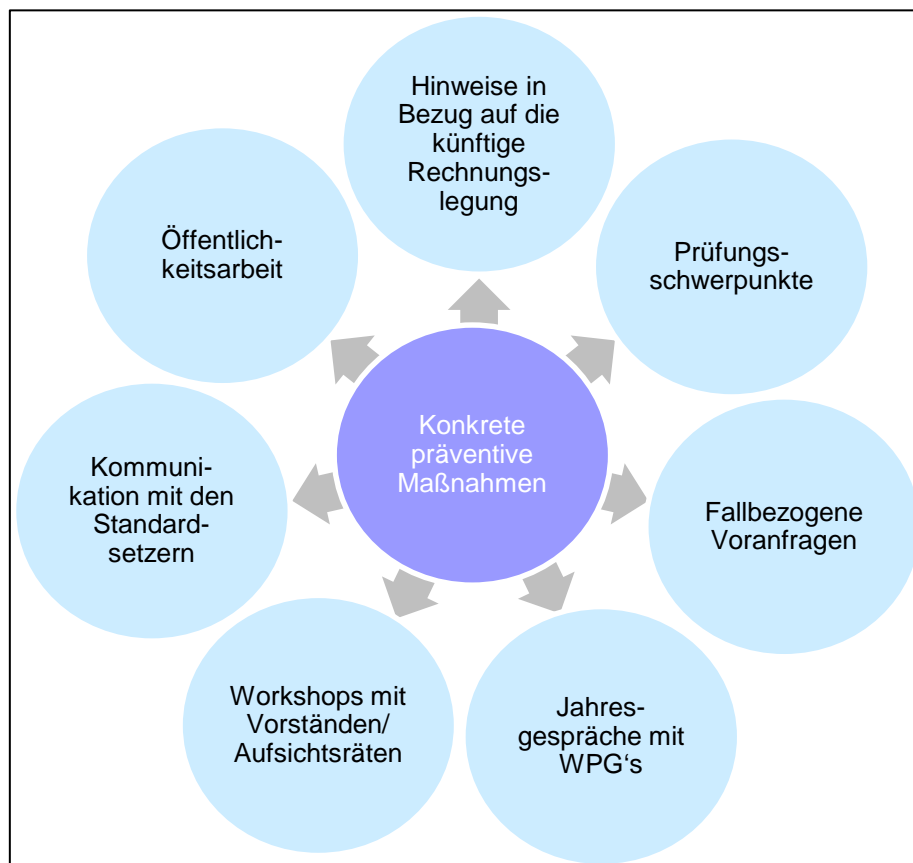 Hinweise in
Bezug auf die
künftige
Rechnungs-
legung
Prüfungs-
schwerpunkte
Fallbezogene
Voranfragen
Jahres-
gespräche mit
WPG‘s
Workshops mit
Vorständen/
Aufsichtsräten
Kommuni-
kation mit den
Standard-
setzern
Öffentlich-
keitsarbeit
Konkrete
präventive
Maßnahmen